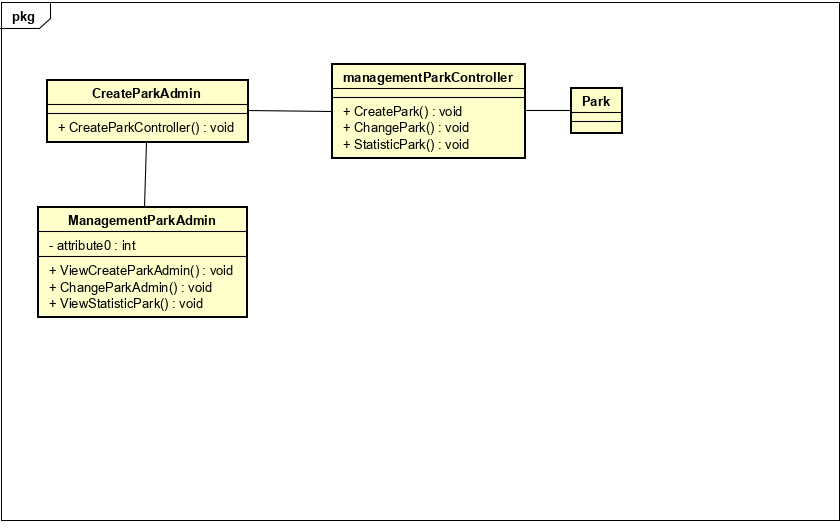 pkg
CreateParkAdmin
+ CreateParkController() : void
managementParkController
+ CreatePark() : void
+ ChangePark() : void
+ StatisticPark() : void
Park
ManagementParkAdmin
- attribute0 : int
+ ViewCreateParkAdmin() : void
+ ChangeParkAdmin() : void
+ ViewStatisticPark() : void